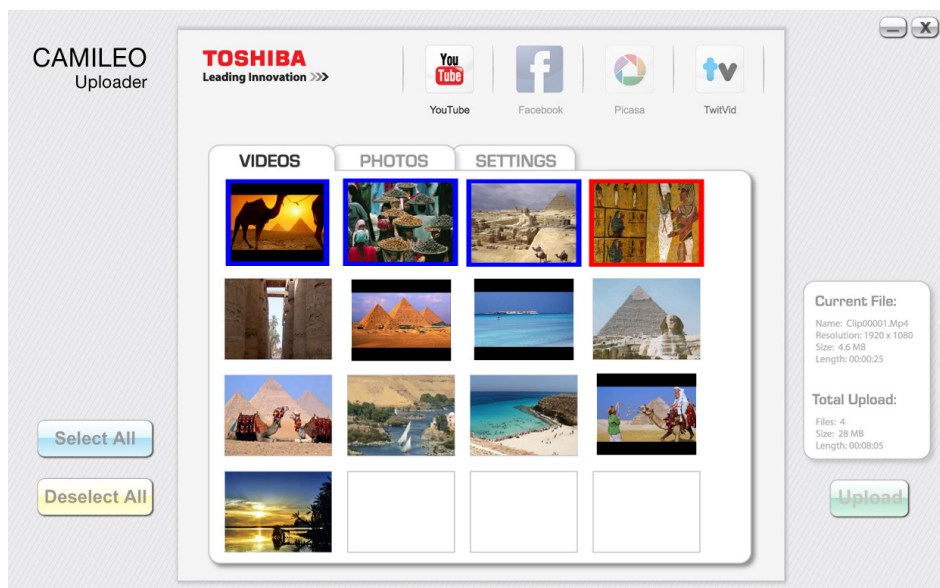 CAMILEO
Uploader
TOSHIBA
Leading Innovation >>>
You
Tube
f
tv
YouTube
Facebook
Picasa
TwitVid
VIDEOS
PHOTOS
SETTINGS
Current File:
Name: Clip00001.Mp4
Resolution: 1920 x 1080
Size: 4.6 MB
Length: 00:00:25
Total Upload:
Files: 4
Size: 28 MB
Length: 00:08:05
Select All
Deselect All
Upload